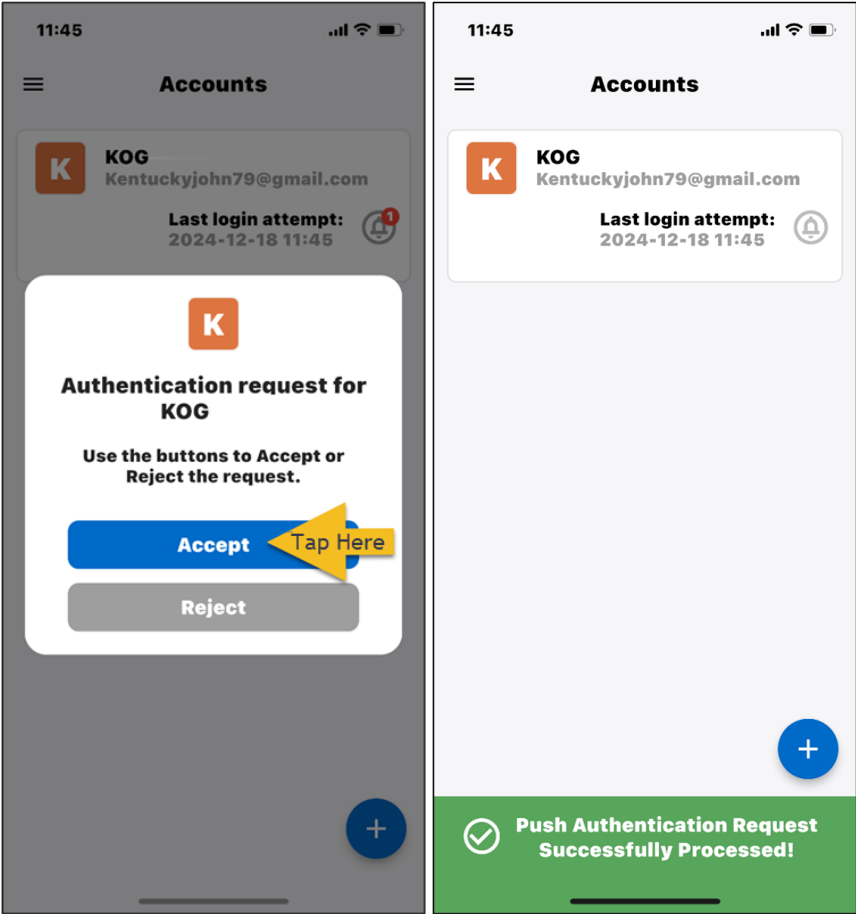 11:45
Accounts
K
KOG
Kentuckyjohn79@gmail.com
Last login attempt:
2024-12-18 11:45
1
K
Authentication request for
KOG
Use the buttons to Accept or
Reject the request.
Accept
Tap Here
Reject
+
11:45
Accounts
K
KOG
Kentuckyjohn79@gmail.com
Last login attempt:
2024-12-18 11:45
+
Push Authentication Request
Successfully Processed!